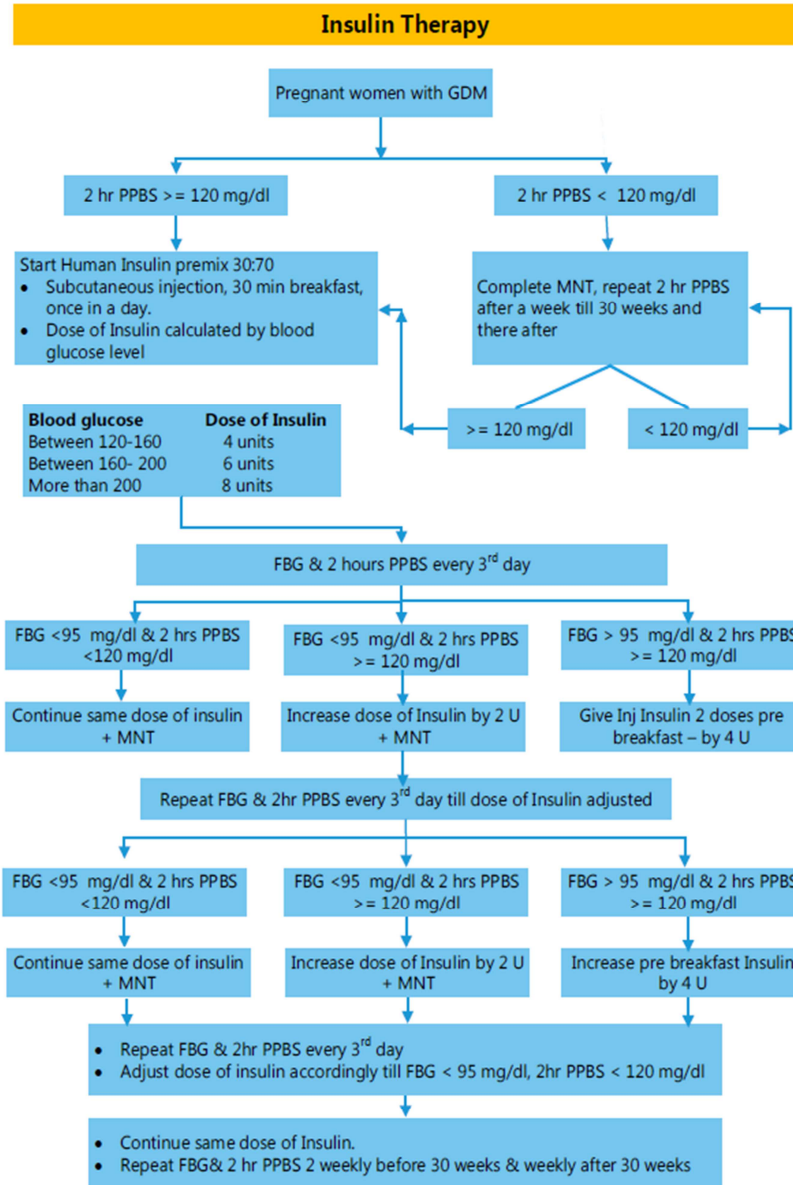 Insulin Therapy
Pregnant women with GDM
2 hr PPBS >= 120 mg/dl
2 hr PPBS < 120 mg/dl
Start Human Insulin premix 30:70
• Subcutaneous injection, 30 min breakfast,
once in a day.
• Dose of Insulin calculated by blood
glucose level
Complete MNT, repeat 2 hr PPBS
after a week till 30 weeks and
there after
>= 120 mg/dl
< 120 mg/dl
Blood glucose Dose of Insulin
Between 120-160 4 units
Between 160- 200 6 units
More than 200 8 units
FBG & 2 hours PPBS every 3rd day
FBG <95 mg/dl & 2 hrs PPBS
<120 mg/dl
FBG <95 mg/dl & 2 hrs PPBS
>= 120 mg/dl
FBG > 95 mg/dl & 2 hrs PPBS
>= 120 mg/dl
Continue same dose of insulin
+ MNT
Increase dose of Insulin by 2 U
+ MNT
Give Inj Insulin 2 doses pre
breakfast – by 4 U
Repeat FBG & 2hr PPBS every 3rd day till dose of Insulin adjusted
FBG <95 mg/dl & 2 hrs PPBS
<120 mg/dl
FBG <95 mg/dl & 2 hrs PPBS
>= 120 mg/dl
FBG > 95 mg/dl & 2 hrs PPBS
>= 120 mg/dl
Continue same dose of insulin
+ MNT
Increase dose of Insulin by 2 U
+ MNT
Increase pre breakfast Insulin
by 4 U
• Repeat FBG & 2hr PPBS every 3rd day
• Adjust dose of insulin accordingly till FBG < 95 mg/dl, 2hr PPBS < 120 mg/dl
• Continue same dose of Insulin.
• Repeat FBG& 2 hr PPBS 2 weekly before 30 weeks & weekly after 30 weeks